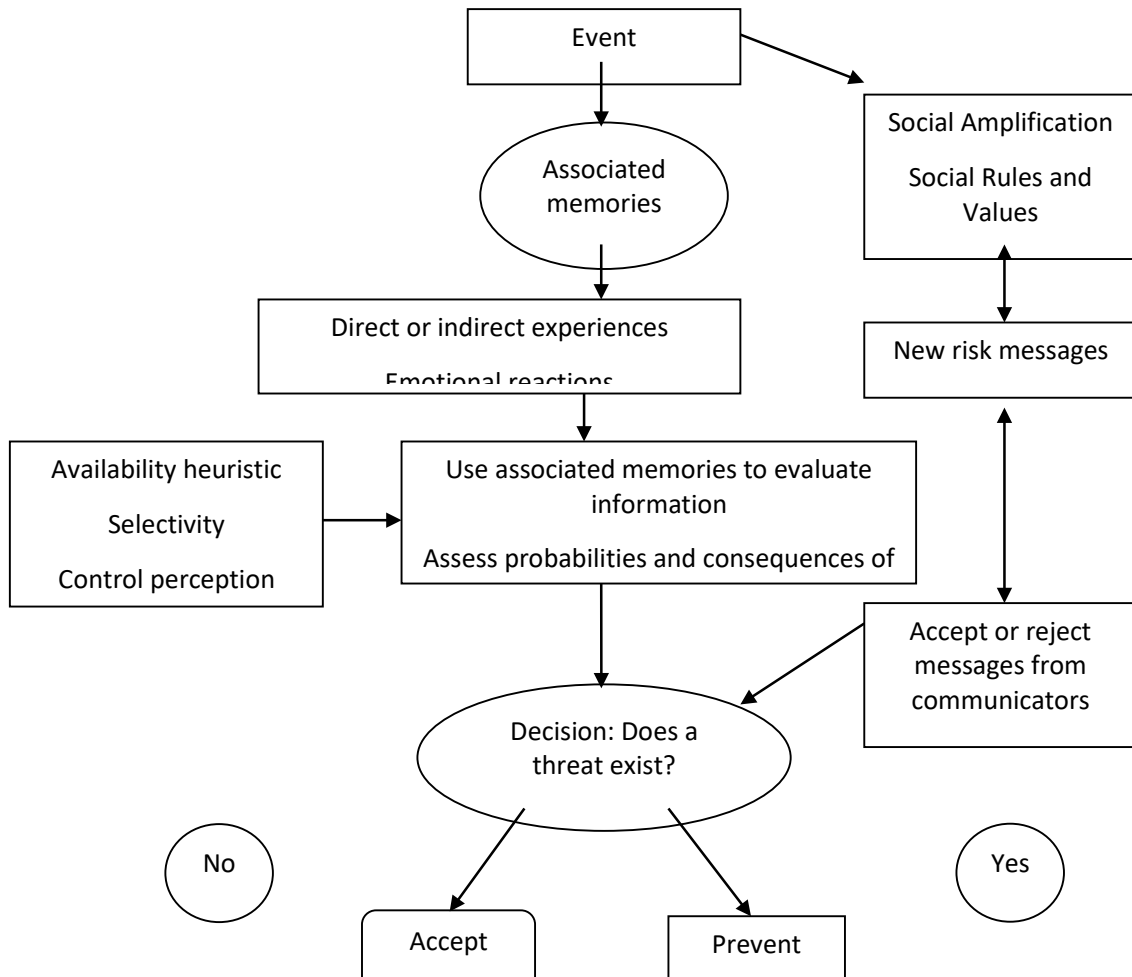 Event
Social Amplification
Social Rules and
Values
Associated
memories
Direct or indirect experiences
Emotional reactions
New risk messages
Availability heuristic
Selectivity
Control perception
Use associated memories to evaluate
information
Assess probabilities and consequences of
Accept or reject
messages from
communicators
Decision: Does a
threat exist?
No
Yes
Accept
Prevent